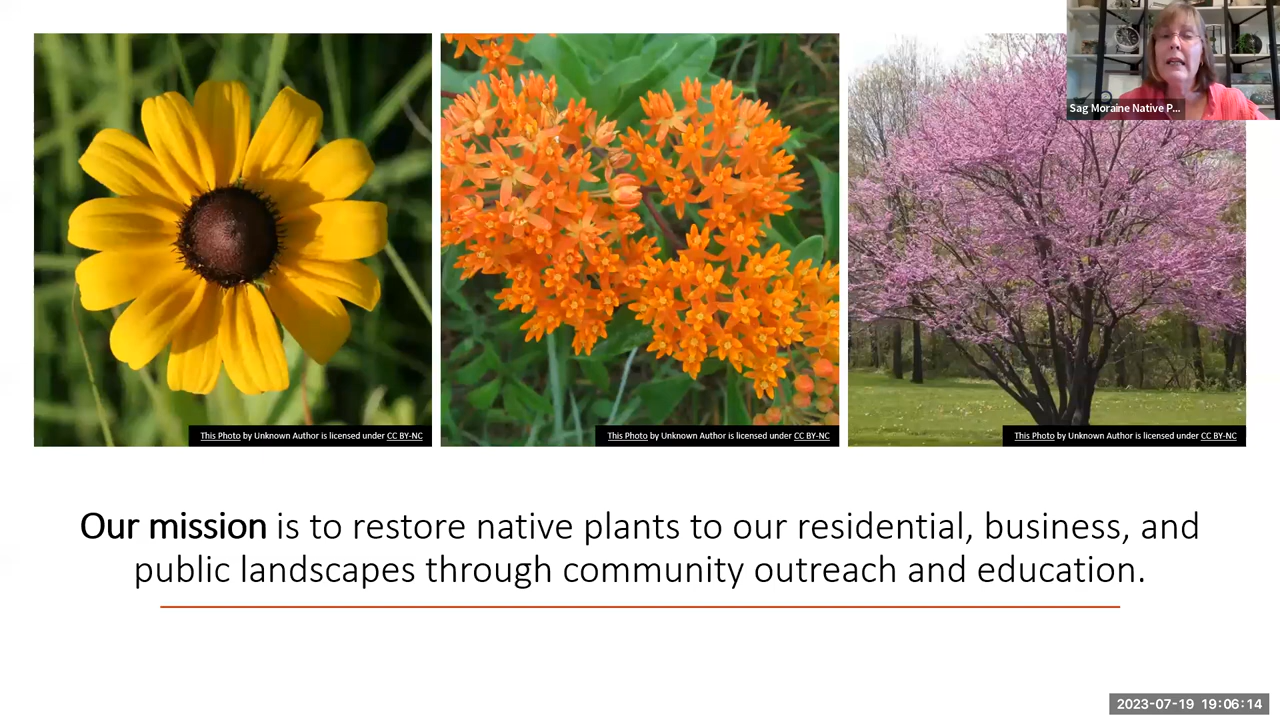 Sag Moraine Native P...
This Photo by Unknown Author is licensed under CC BY-NC
This Photo by Unknown Author is licensed under CC BY-NC
This Photo by Unknown Author is licensed under CC BY-NC
Our mission is to restore native plants to our residential, business, and
public landscapes through community outreach and education.
2023-07-19 19:06:14